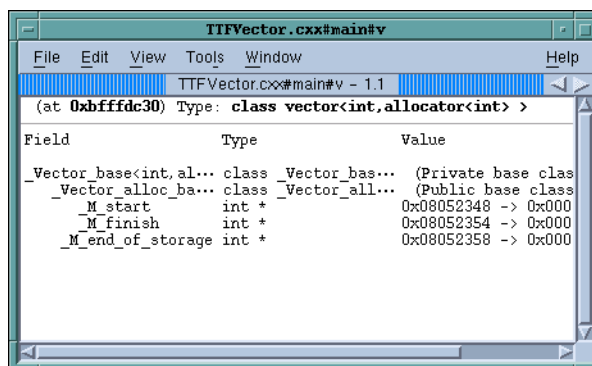 TTFVector.cxx#main#v
File Edit View Tools Window Help
TTFVector.cxx#main#v - 1.1
(at 0xbfffdc30) Type: class vector<int,allocator<int> >
Field Type Value
_Vector_base<int,al··· class _Vector_bas··· (Private base clas
_Vector_alloc_ba··· class _Vector_all··· (Public base class
_M_start int * 0x08052348 -> 0x000
_M_finish int * 0x08052354 -> 0x000
_M_end_of_storage int * 0x08052358 -> 0x000